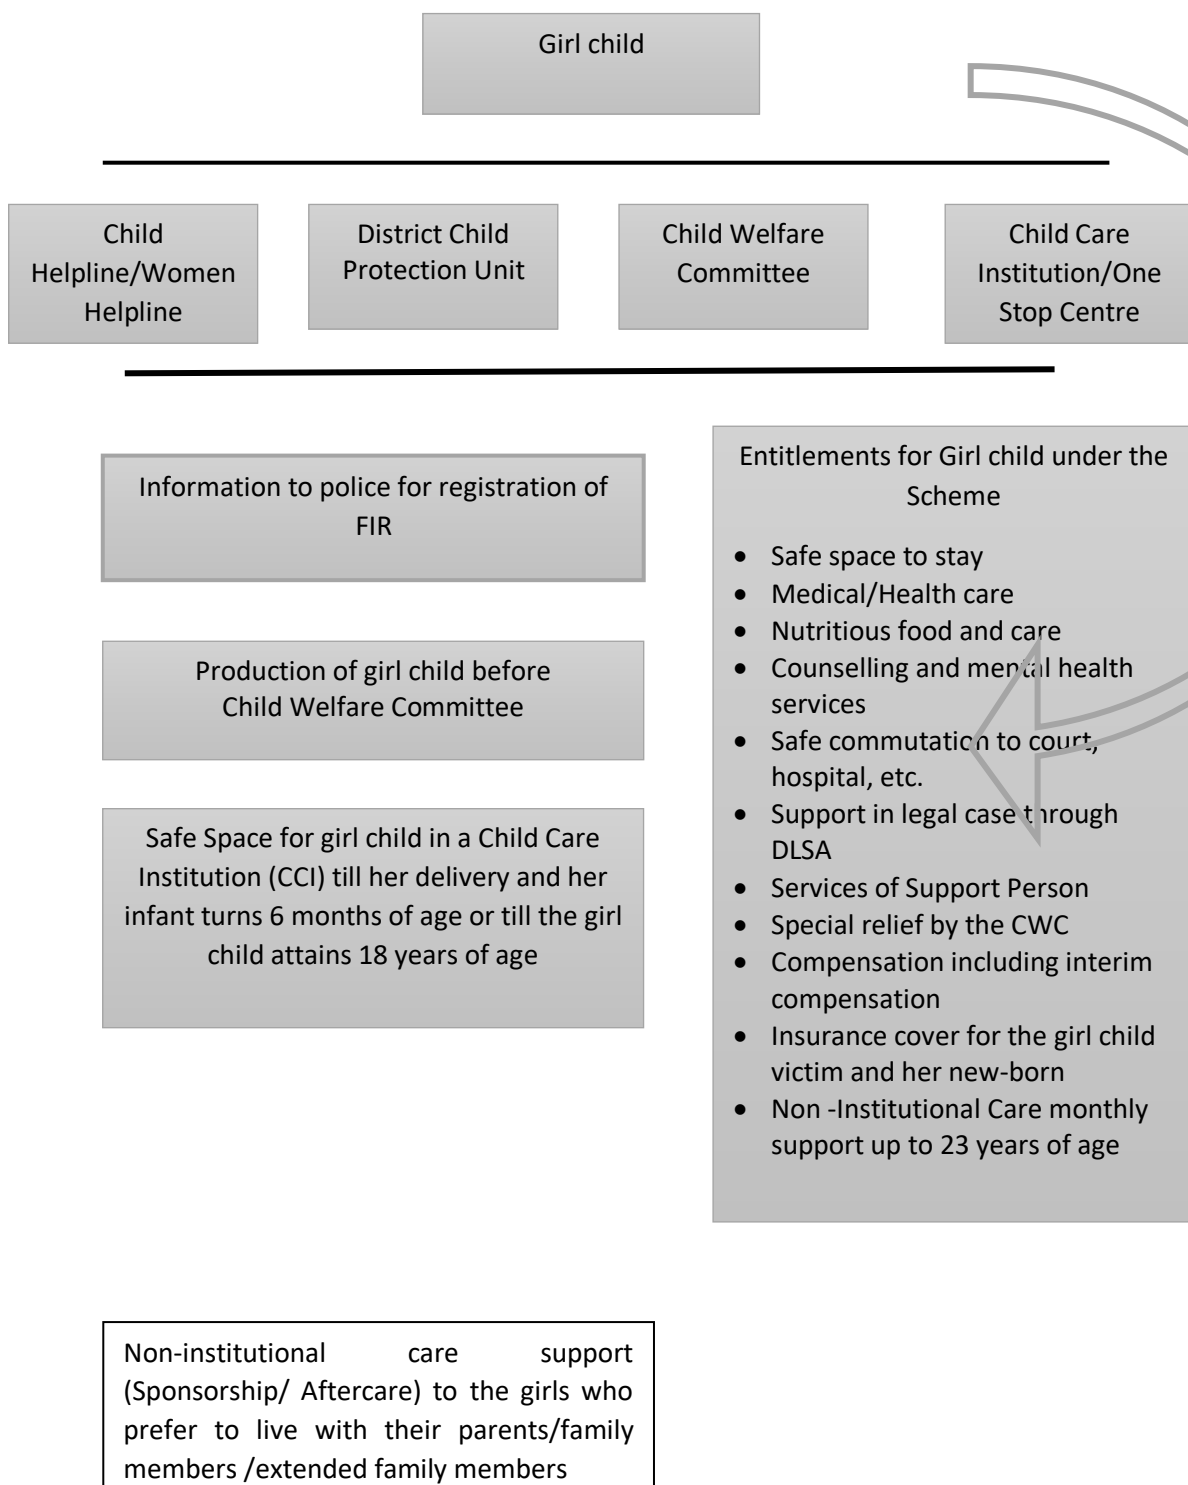 Girl child
Child
Helpline/Women
Helpline
District Child
Protection Unit
Child Welfare
Committee
Child Care
Institution/One
Stop Centre
Information to police for registration of
FIR
Production of girl child before
Child Welfare Committee
Safe Space for girl child in a Child Care
Institution (CCI) till her delivery and her
infant turns 6 months of age or till the girl
child attains 18 years of age
Entitlements for Girl child under the
Scheme
• Safe space to stay
• Medical/Health care
• Nutritious food and care
• Counselling and mental health
services
• Safe commutation to court,
hospital, etc.
• Support in legal case through
DLSA
• Services of Support Person
• Special relief by the CWC
• Compensation including interim
compensation
• Insurance cover for the girl child
victim and her new-born
• Non -Institutional Care monthly
support up to 23 years of age
Non-institutional care support
(Sponsorship/ Aftercare) to the girls who
prefer to live with their parents/family
members /extended family members